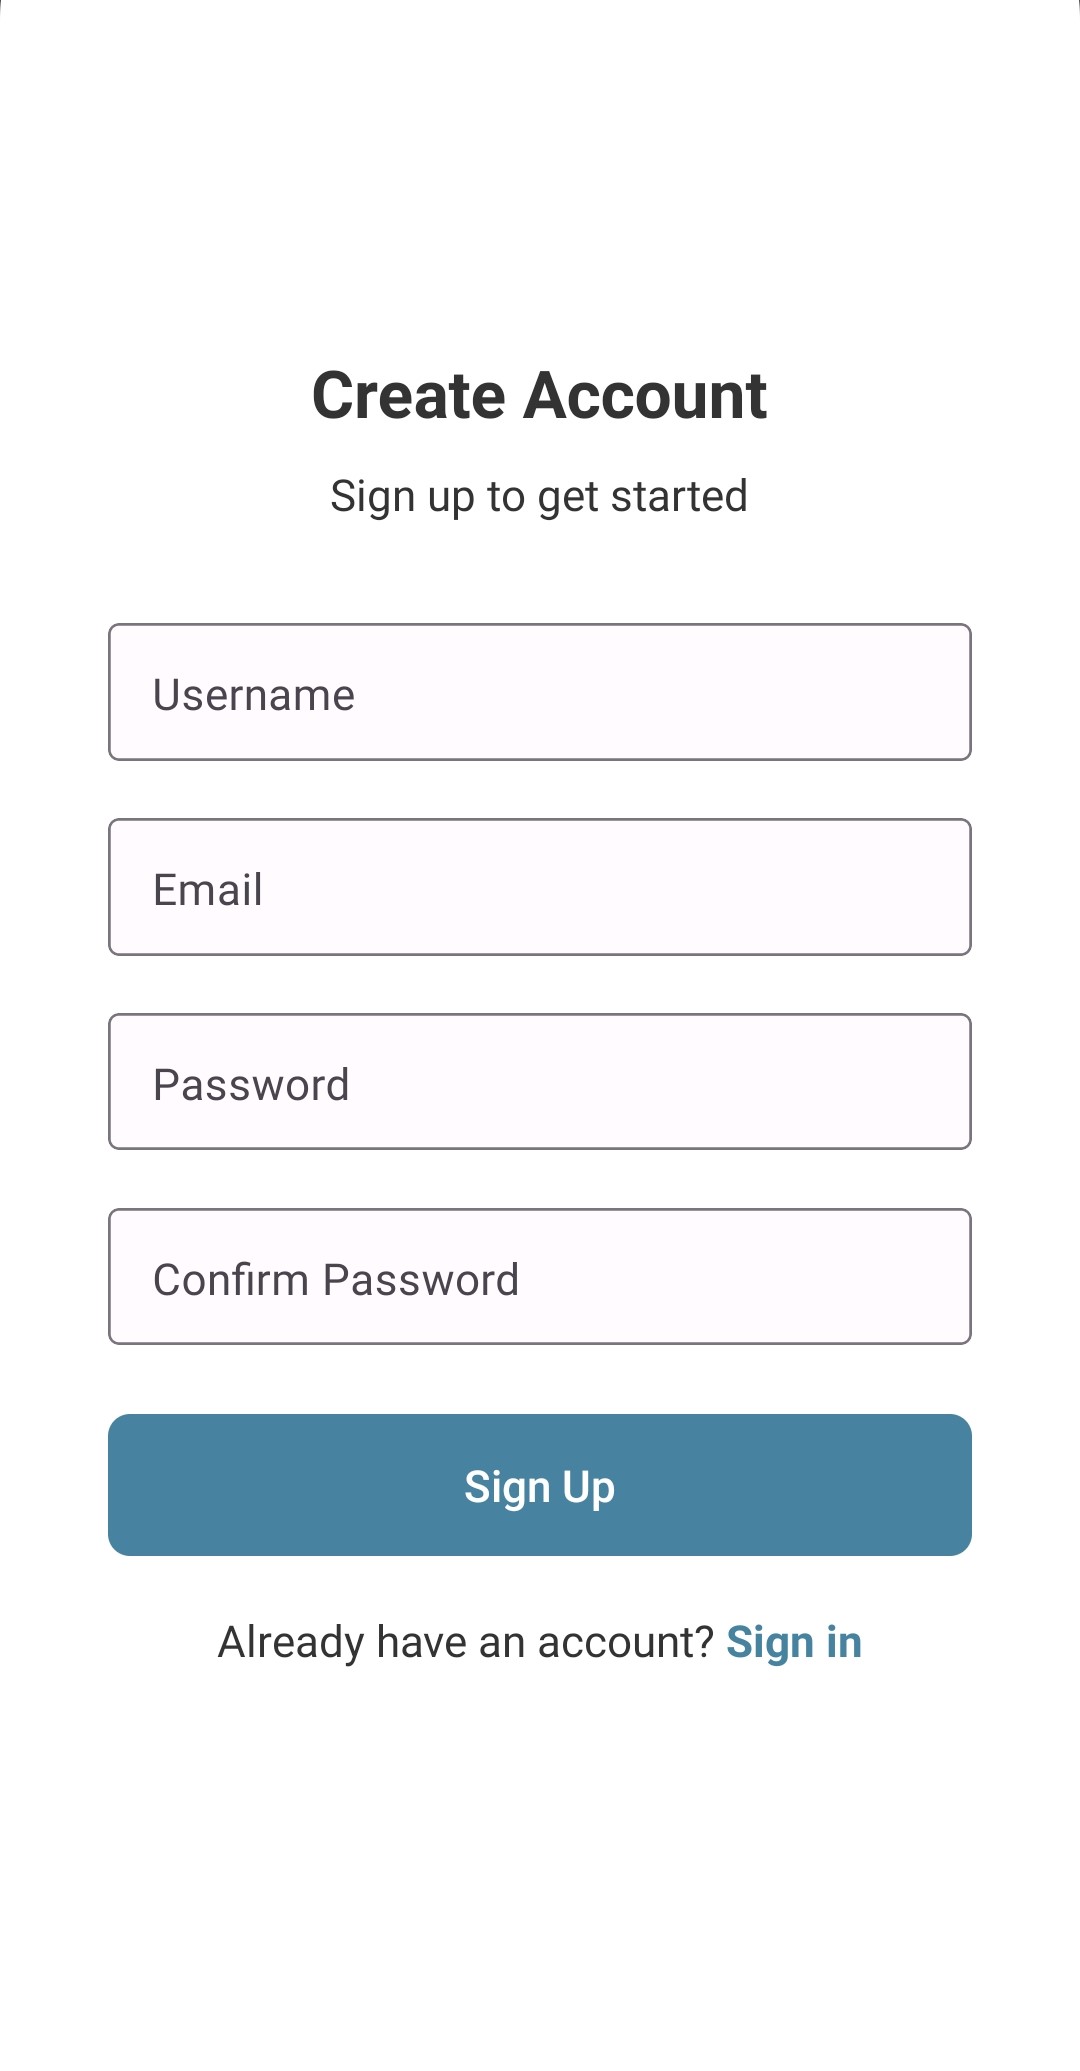 Create Account
Sign up to get started
Username
Email
Password
Confirm Password
Sign Up
Already have an account? Sign in